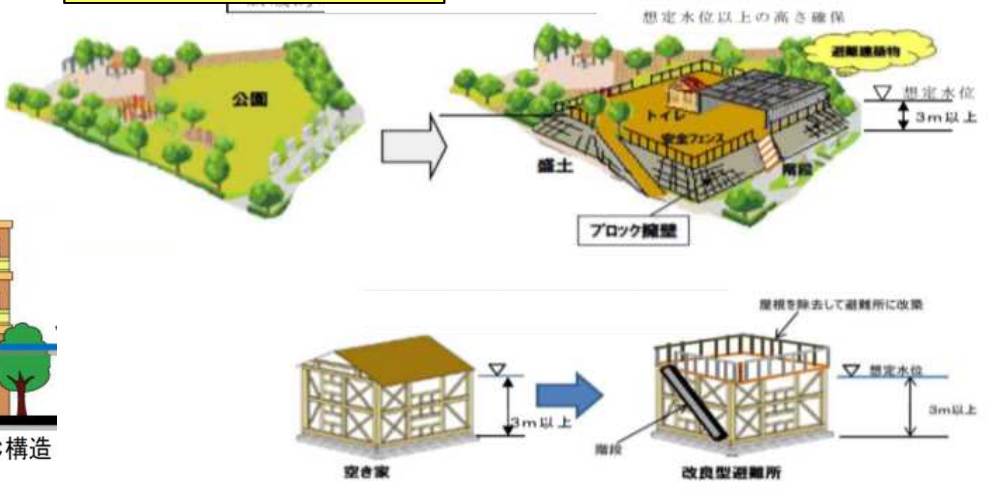 想定水位以上の高さ確保
避難建築物
公園
想定水位
3m以上
トイレ
安全フェンス
盛土
階段
ブロック擁壁
屋根を除去して避難所に改築
想定水位
3m以上
3m以上
階段
構造
空き家
改良型避難所